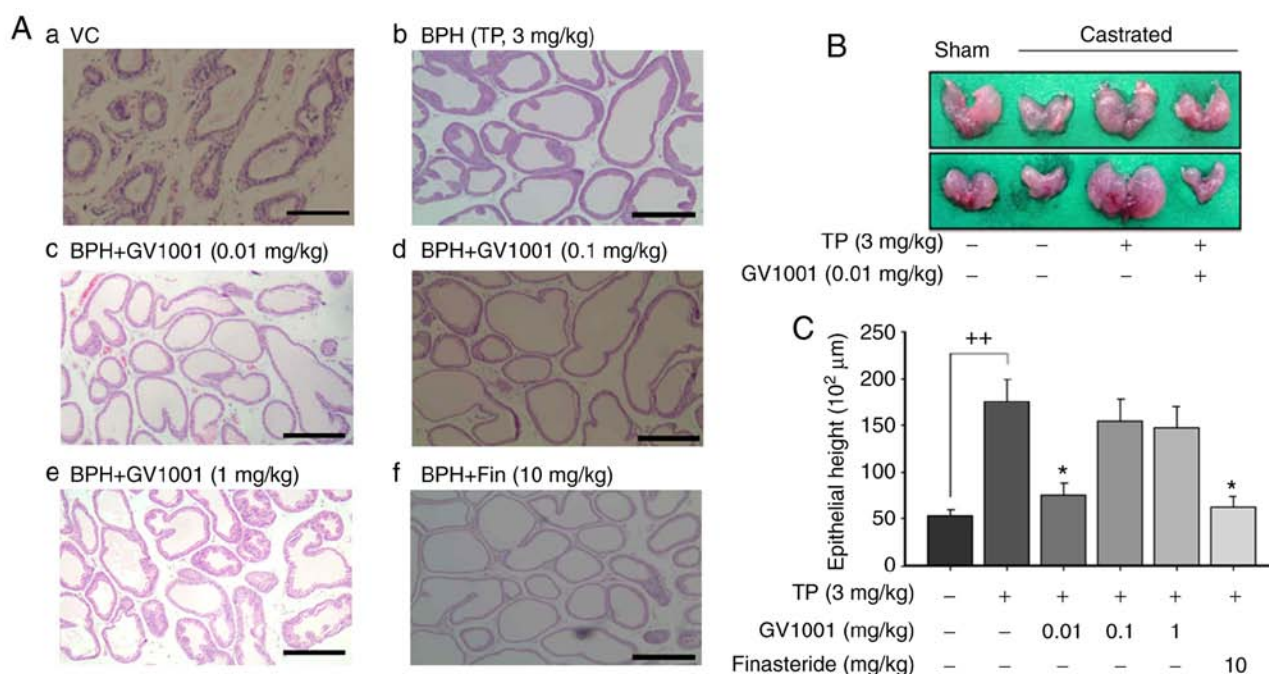 A
a VC
b BPH (TP, 3 mg/kg)
c BPH+GV1001 (0.01 mg/kg)
d BPH+GV1001 (0.1 mg/kg)
e BPH+GV1001 (1 mg/kg)
f BPH+Fin (10 mg/kg)
B
Castrated
Sham
TP (3 mg/kg) – – + +
GV1001 (0.01 mg/kg) – – – +
C
Epithelial height (10² µm)
250
200
150
100
50
0
++
*
*
TP (3 mg/kg) – + + + + +
GV1001 (mg/kg) – – 0.01 0.1 1 –
Finasteride (mg/kg) – – – – – 10